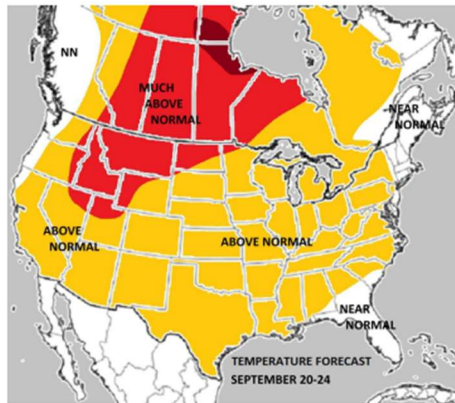 NN
MUCH
ABOVE
NORMAL
NEAR
NORMAL
ABOVE
NORMAL
ABOVE NORMAL
NEAR
NORMAL
TEMPERATURE FORECAST
SEPTEMBER 20-24